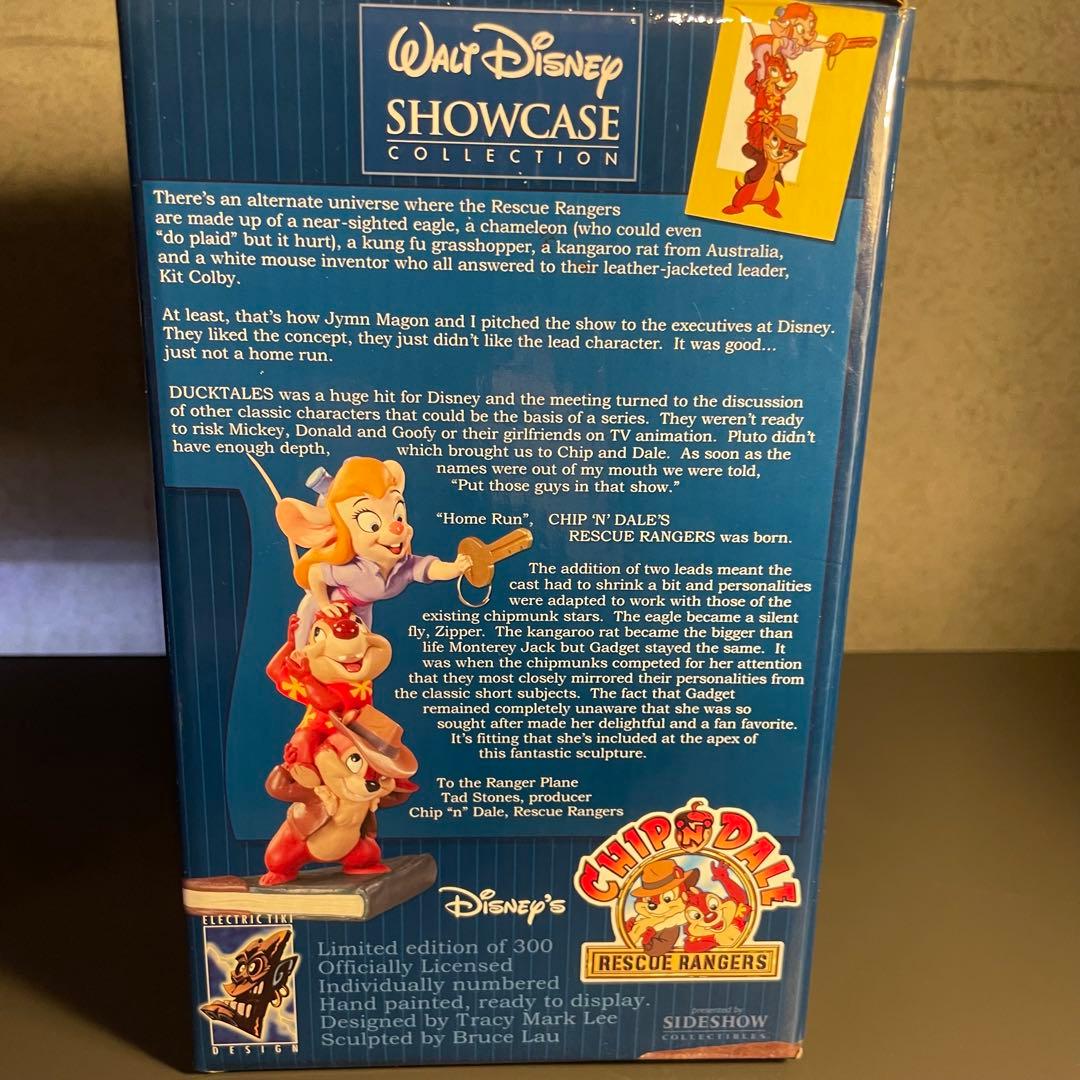 WALT DISNEY
SHOWCASE
COLLECTION
There's an alternate universe where the Rescue Rangers
are made up of a near-sighted eagle, a chameleon (who could even
"do plaid" but it hurt), a kung fu grasshopper, a kangaroo rat from Australia,
and a white mouse inventor who all answered to their leather-jacketed leader,
Kit Colby.
At least, that's how Jymn Magon and I pitched the show to the executives at Disney.
They liked the concept, they just didn't like the lead character. It was good...
just not a home run.
DUCKTALES was a huge hit for Disney and the meeting turned to the discussion
of other classic characters that could be the basis of a series. They weren't ready
to risk Mickey, Donald and Goofy or their girlfriends on TV animation. Pluto didn't
have enough depth, which brought us to Chip and Dale. As soon as the
names were out of my mouth we were told,
"Put those guys in that show."
"Home Run", CHIP 'N' DALE'S
RESCUE RANGERS was born.
The addition of two leads meant the
cast had to shrink a bit and personalities
were adapted to work with those of the
existing chipmunk stars. The eagle became a silent
fly, Zipper. The kangaroo rat became the bigger than
life Monterey Jack but Gadget stayed the same. It
was when the chipmunks competed for her attention
that they most closely mirrored their personalities from
the classic short subjects. The fact that Gadget
remained completely unaware that she was so
sought after made her delightful and a fan favorite.
It's fitting that she's included at the apex of
this fantastic sculpture.
To the Ranger Plane
Tad Stones, producer
Chip "n" Dale, Rescue Rangers
DISNEY'S
CHIP 'N' DALE
RESCUE RANGERS
ELECTRIC TIKI
DESIGN
Limited edition of 300
Officially Licensed
Individually numbered
Hand painted, ready to display.
Designed by Tracy Mark Lee
Sculpted by Bruce Lau
presented by
SIDESHOW
COLLECTIBLES